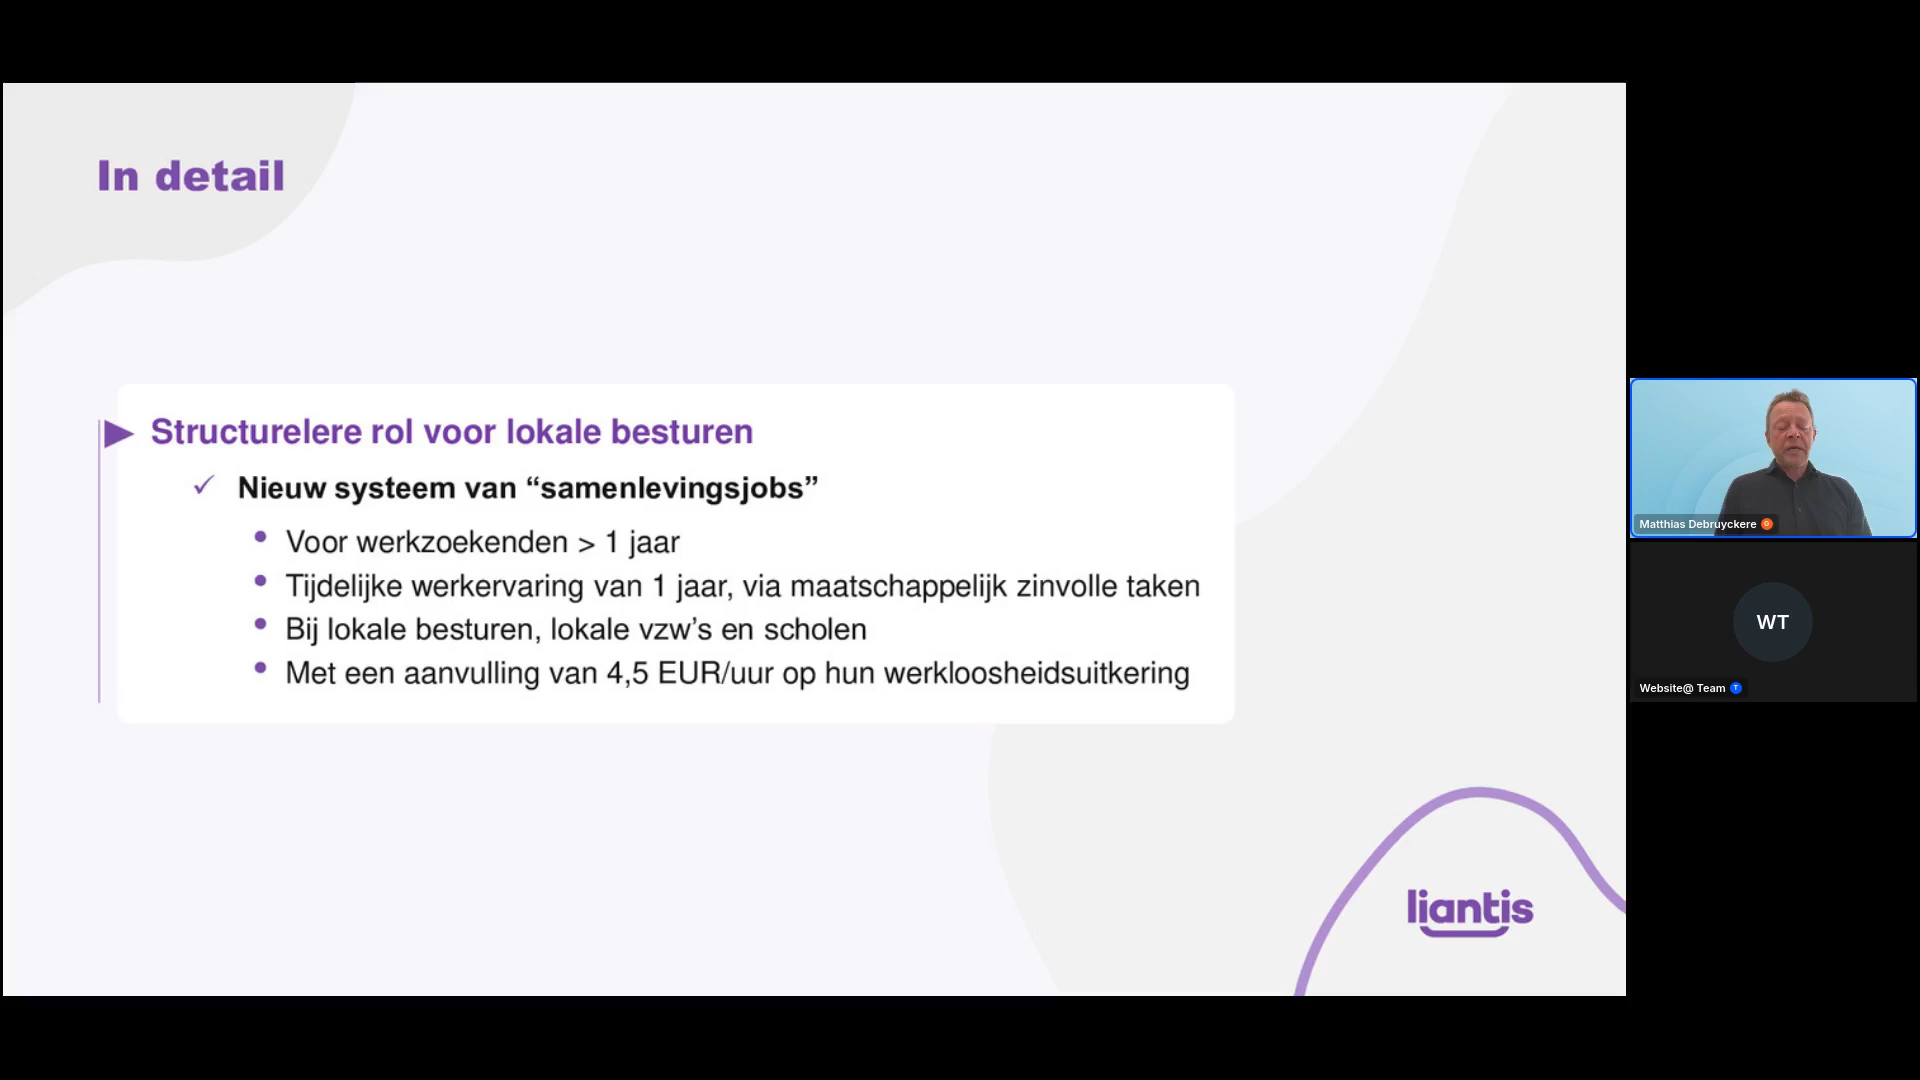 In detail
Structurelere rol voor lokale besturen
✓ Nieuw systeem van “samenlevingsjobs”
• Voor werkzoekenden > 1 jaar
• Tijdelijke werkervaring van 1 jaar, via maatschappelijk zinvolle taken
• Bij lokale besturen, lokale vzw’s en scholen
• Met een aanvulling van 4,5 EUR/uur op hun werkloosheidsuitkering
liantis
Matthias Debruyckere
WT
Website@ Team